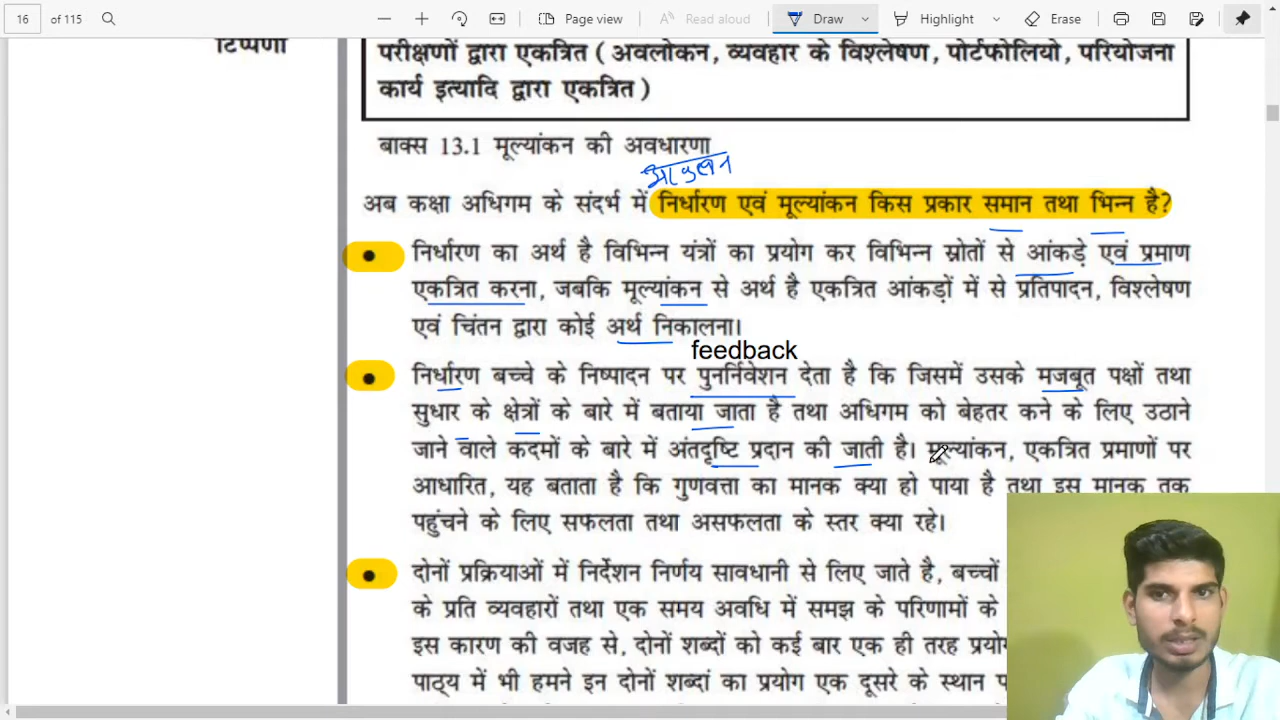 16 of 115 Page view Read aloud Draw Highlight Erase
टिप्पणी
परीक्षणों द्वारा एकत्रित ( अवलोकन, व्यवहार के विश्लेषण, पोर्टफोलियो, परियोजना
कार्य इत्यादि द्वारा एकत्रित )
बाक्स 13.1 मूल्यांकन की अवधारणा
आकलन
अब कक्षा अधिगम के संदर्भ में निर्धारण एवं मूल्यांकन किस प्रकार समान तथा भिन्न है?
• निर्धारण का अर्थ है विभिन्न यंत्रों का प्रयोग कर विभिन्न स्रोतों से आंकड़े एवं प्रमाण
एकत्रित करना, जबकि मूल्यांकन से अर्थ है एकत्रित आंकड़ों में से प्रतिपादन, विश्लेषण
एवं चिंतन द्वारा कोई अर्थ निकालना।
feedback
• निर्धारण बच्चे के निष्पादन पर पुनर्निवेशन देता है कि जिसमें उसके मजबूत पक्षों तथा
सुधार के क्षेत्रों के बारे में बताया जाता है तथा अधिगम को बेहतर कने के लिए उठाने
जाने वाले कदमों के बारे में अंतदृष्टि प्रदान की जाती है। मूल्यांकन, एकत्रित प्रमाणों पर
आधारित, यह बताता है कि गुणवत्ता का मानक क्या हो पाया है तथा इस मानक तक
पहुंचने के लिए सफलता तथा असफलता के स्तर क्या रहे।
• दोनों प्रक्रियाओं में निर्देशन निर्णय सावधानी से लिए जाते है, बच्चों
के प्रति व्यवहारों तथा एक समय अवधि में समझ के परिणामों के
इस कारण की वजह से, दोनों शब्दों को कई बार एक ही तरह
पाठ्य में भी हमने इन दोनों शब्दां का प्रयोग एक दूसरे के स्थान